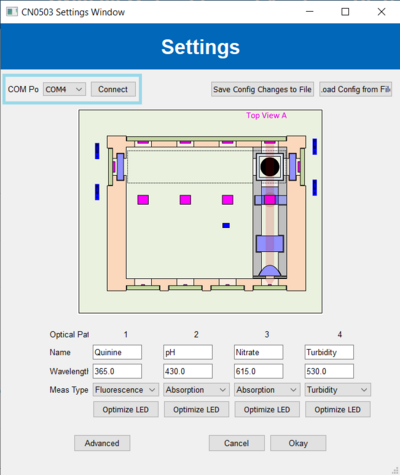 CN0503 Settings Window
Settings
COM Po COM4 Connect Save Config Changes to File .oad Config from File
Top View A
Optical Pat 1 2 3 4
Name Quinine pH Nitrate Turbidity
Wavelength 365.0 430.0 615.0 530.0
Meas Type Fluorescence Absorption Absorption Turbidity
Optimize LED Optimize LED Optimize LED Optimize LED
Advanced Cancel Okay